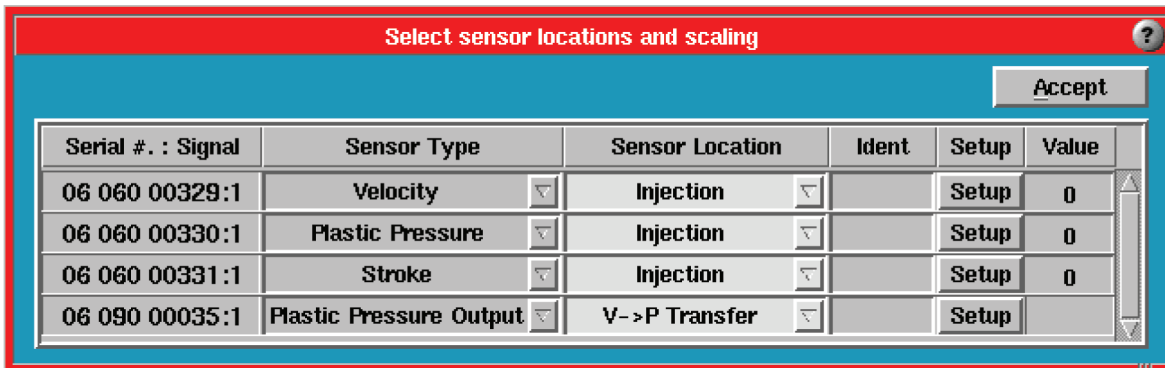 Select sensor locations and scaling ?
Accept
Serial #. : Signal Sensor Type Sensor Location Ident Setup Value
06 060 00329:1 Velocity Injection Setup 0
06 060 00330:1 Plastic Pressure Injection Setup 0
06 060 00331:1 Stroke Injection Setup 0
06 090 00035:1 Plastic Pressure Output V->P Transfer Setup